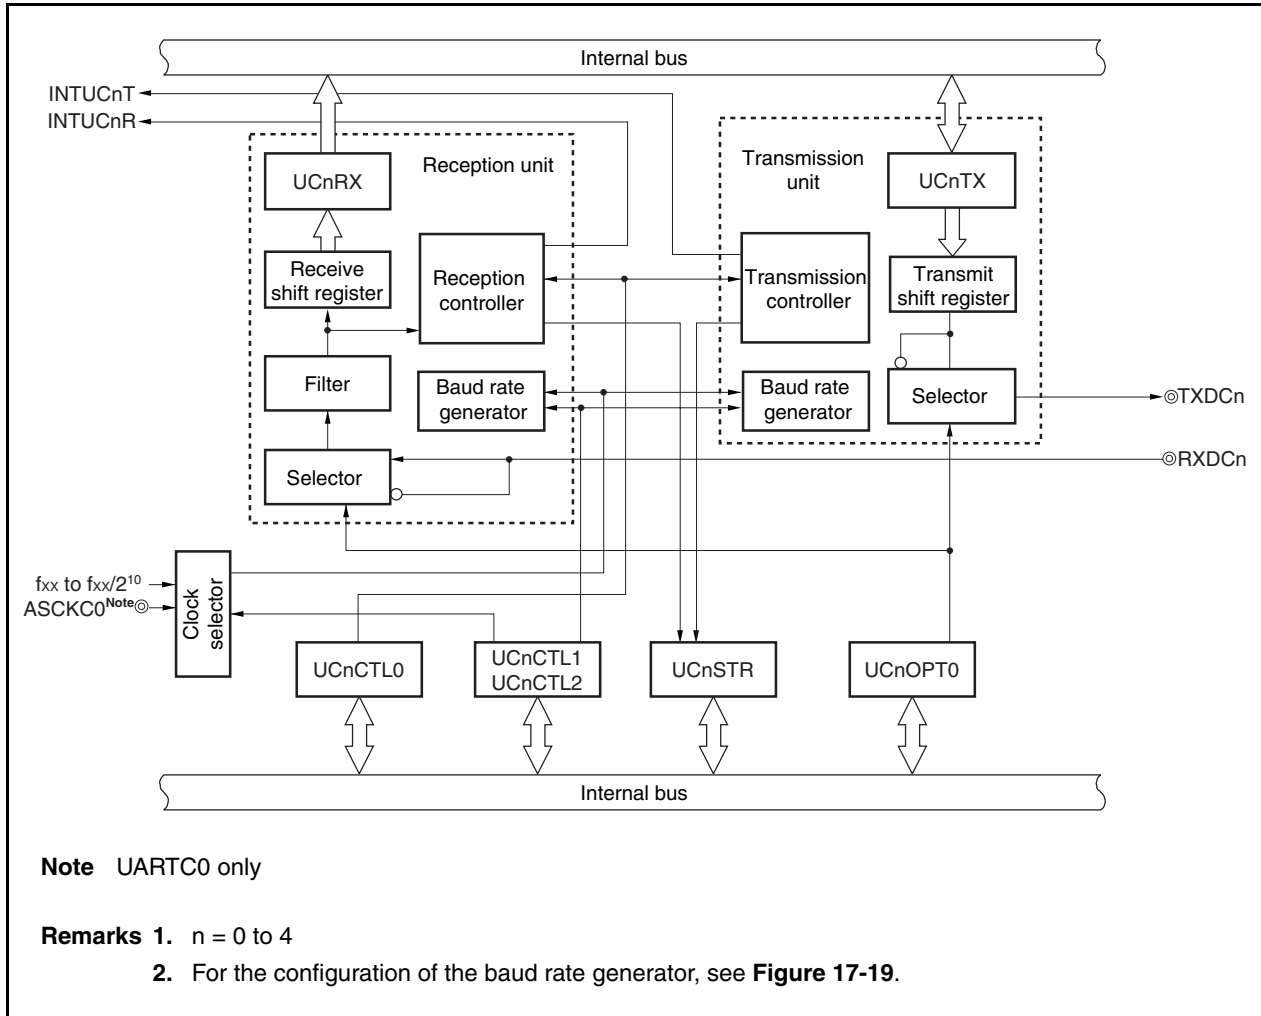 Internal bus
INTUCnT
INTUCnR
Reception unit
Transmission
unit
UCnRX
UCnTX
Receive
shift register
Reception
controller
Transmission
controller
Transmit
shift register
Filter
Baud rate
generator
Baud rate
generator
Selector
TXDCn
Selector
RXDCn
fxx to fxx/2¹⁰
ASCKC0 Note
Clock
selector
UCnCTL0
UCnCTL1
UCnCTL2
UCnSTR
UCnOPT0
Internal bus
Note UARTC0 only
Remarks 1. n = 0 to 4
2. For the configuration of the baud rate generator, see Figure 17-19.